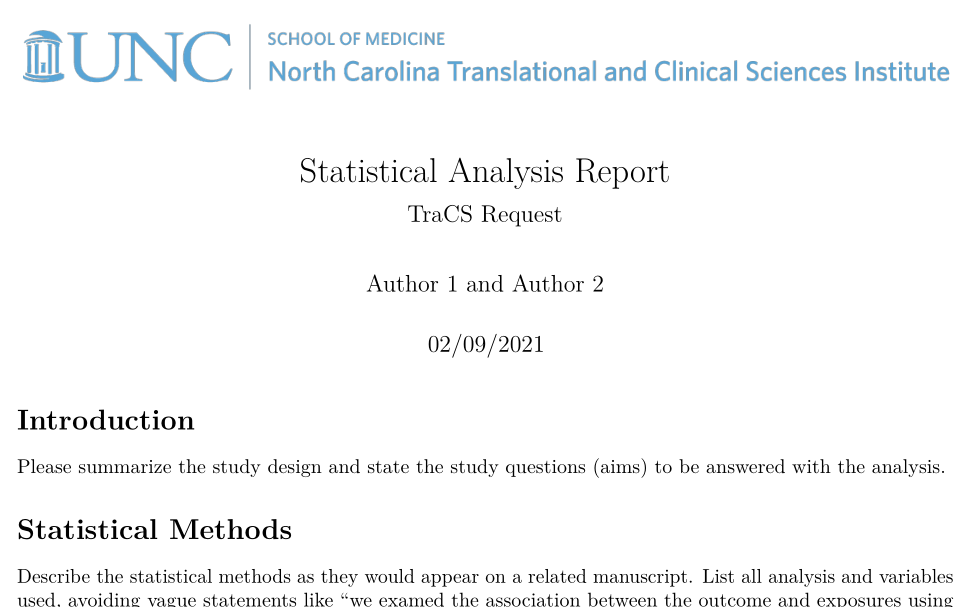 UNC
SCHOOL OF MEDICINE
North Carolina Translational and Clinical Sciences Institute
Statistical Analysis Report
TraCS Request
Author 1 and Author 2
02/09/2021
Introduction
Please summarize the study design and state the study questions (aims) to be answered with the analysis.
Statistical Methods
Describe the statistical methods as they would appear on a related manuscript. List all analysis and variables
used, avoiding vague statements like “we examed the association between the outcome and exposures using